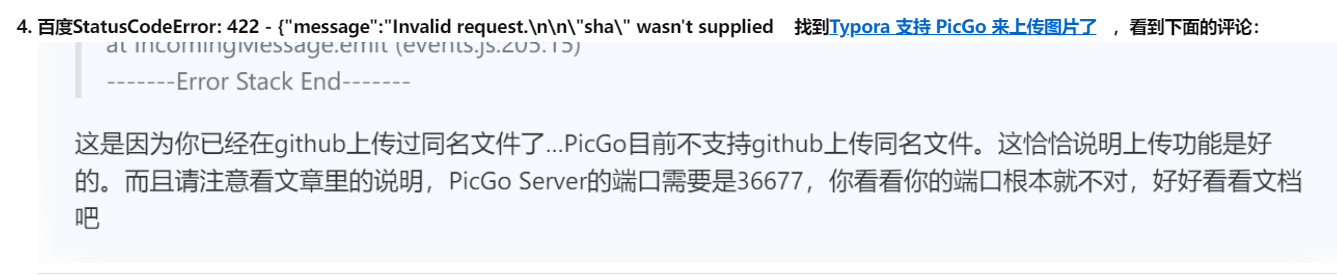 4. 百度StatusCodeError: 422 - {"message":"Invalid request.\n\n\"sha\" wasn't supplied 找到Typora 支持 PicGo 来上传图片了 ，看到下面的评论：
at IncomingMessage.emit (events.js:205:15)
-------Error Stack End-------
这是因为你已经在github上传过同名文件了...PicGo目前不支持github上传同名文件。这恰恰说明上传功能是好
的。而且请注意看文章里的说明，PicGo Server的端口需要是36677，你看看你的端口根本就不对，好好看看文档
吧